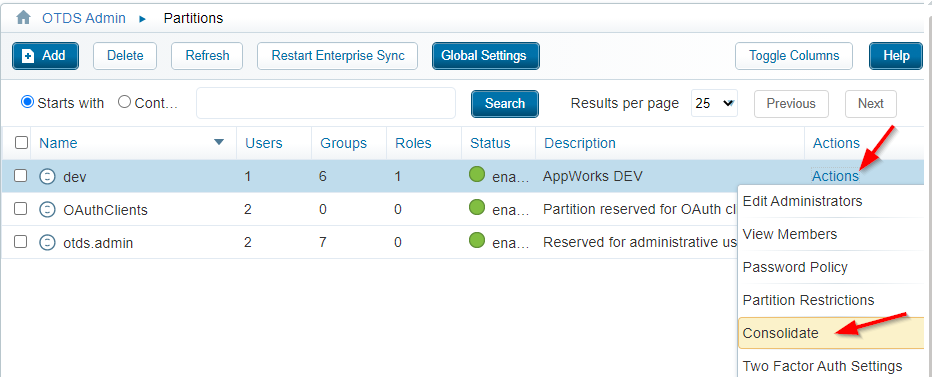 OTDS Admin ▸ Partitions
Add Delete Refresh Restart Enterprise Sync Global Settings Toggle Columns Help
Starts with Cont... Search Results per page 25 Previous Next
Name Users Groups Roles Status Description Actions
dev 1 6 1 ena... AppWorks DEV Actions
Edit Administrators
OAuthClients 2 0 0 ena... Partition reserved for OAuth cl
View Members
otds.admin 2 7 0 ena... Reserved for administrative us
Password Policy
Partition Restrictions
Consolidate
Two Factor Auth Settings